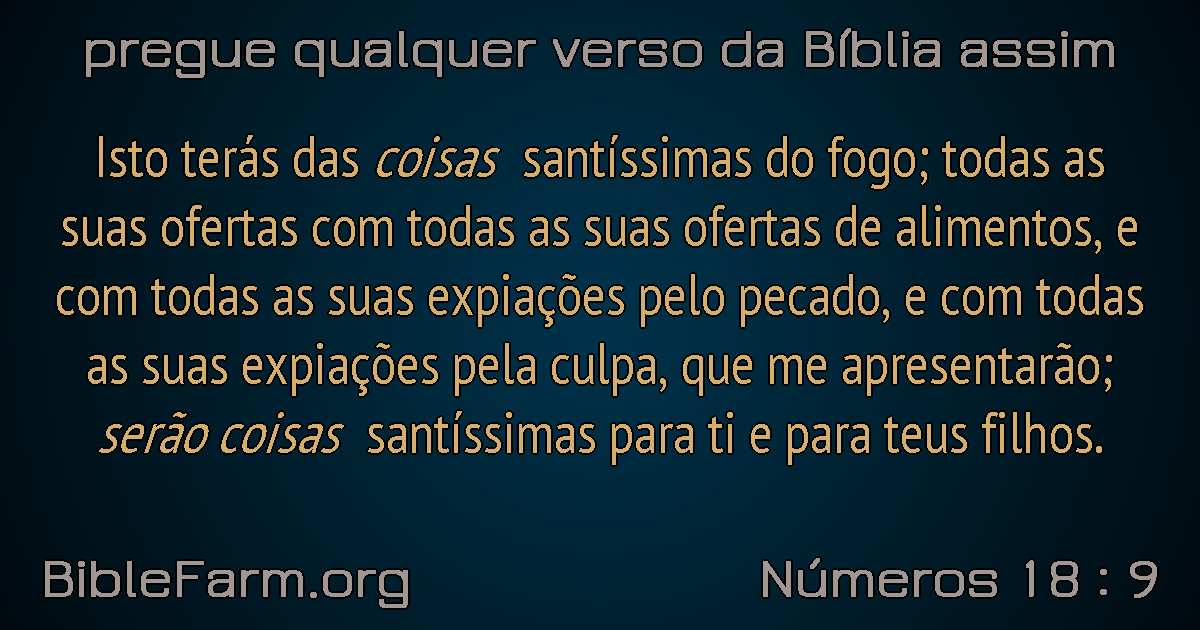 pregue qualquer verso da Bíblia assim
Isto terás das coisas santíssimas do fogo; todas as
suas ofertas com todas as suas ofertas de alimentos, e
com todas as suas expiações pelo pecado, e com todas
as suas expiações pela culpa, que me apresentarão;
serão coisas santíssimas para ti e para teus filhos.
BibleFarm.org
Números 18 : 9